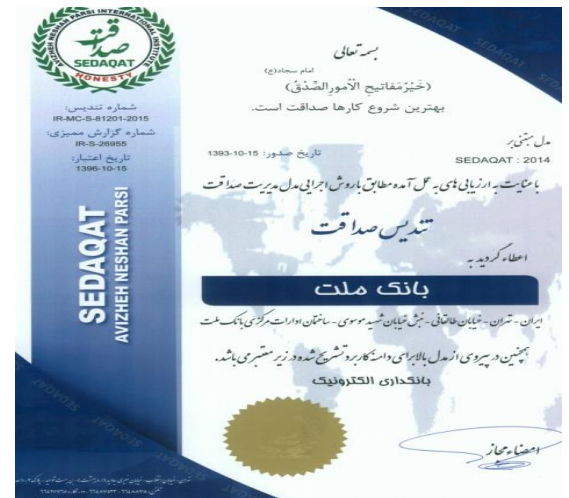 AVIZHEH NESHAN PARSI INTERNATIONAL INSTITUTE
صداقت
SEDAQAT
HONESTY
شماره تندیس:
IR-MC-S-81201-2015
شماره گزارش ممیزی:
IR-S-26955
تاریخ اعتبار:
1396-10-15
SEDAQAT
AVIZHEH NESHAN PARSI
بسمه تعالی
امام سجاد(ع)
(خَیْرُ مَفاتیحِ الْاُمورِ الصِّدْقُ)
بهترین شروع کارها صداقت است.
مدل مبتنی بر
SEDAQAT : 2014
تاریخ صدور: 1393-10-15
با عنایت به ارزیابی های به عمل آمده مطابق با روش اجرایی مدل مدیریت صداقت
تندیس صداقت
اعطاء گردید به
بانک ملت
ایران - تهران - خیابان طالقانی - نبش خیابان شهید موسوی - ساختمان ادارات مرکزی بانک ملت
همچنین در پیروی از مدل بالا برای دامنه کاربرد تشریح شده در زیر معتبر می باشد.
بانکداری الکترونیک
امضاء مجاز